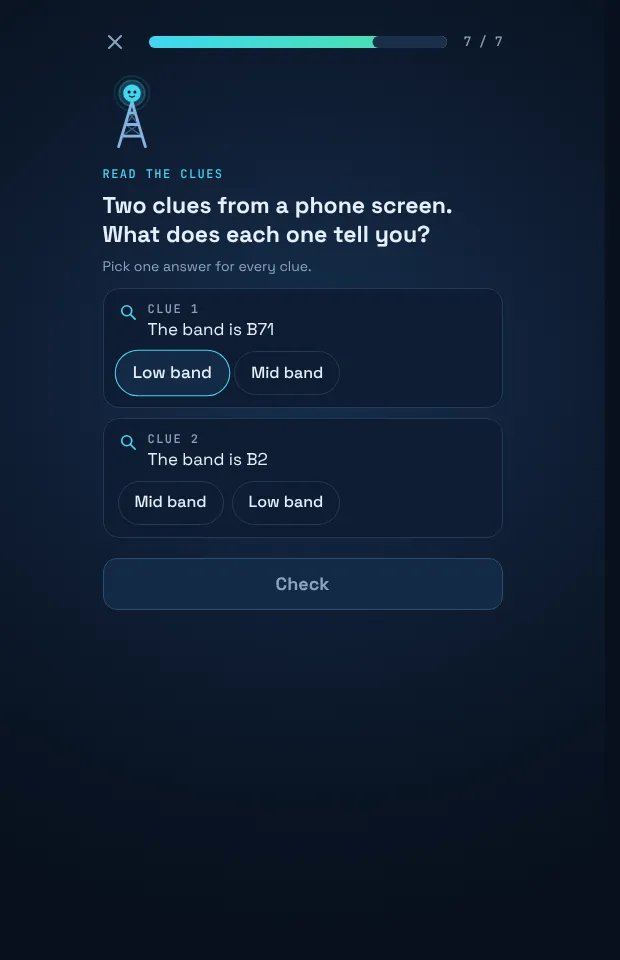 7 / 7
READ THE CLUES
Two clues from a phone screen.
What does each one tell you?
Pick one answer for every clue.
CLUE 1
The band is B71
Low band
Mid band
CLUE 2
The band is B2
Mid band
Low band
Check